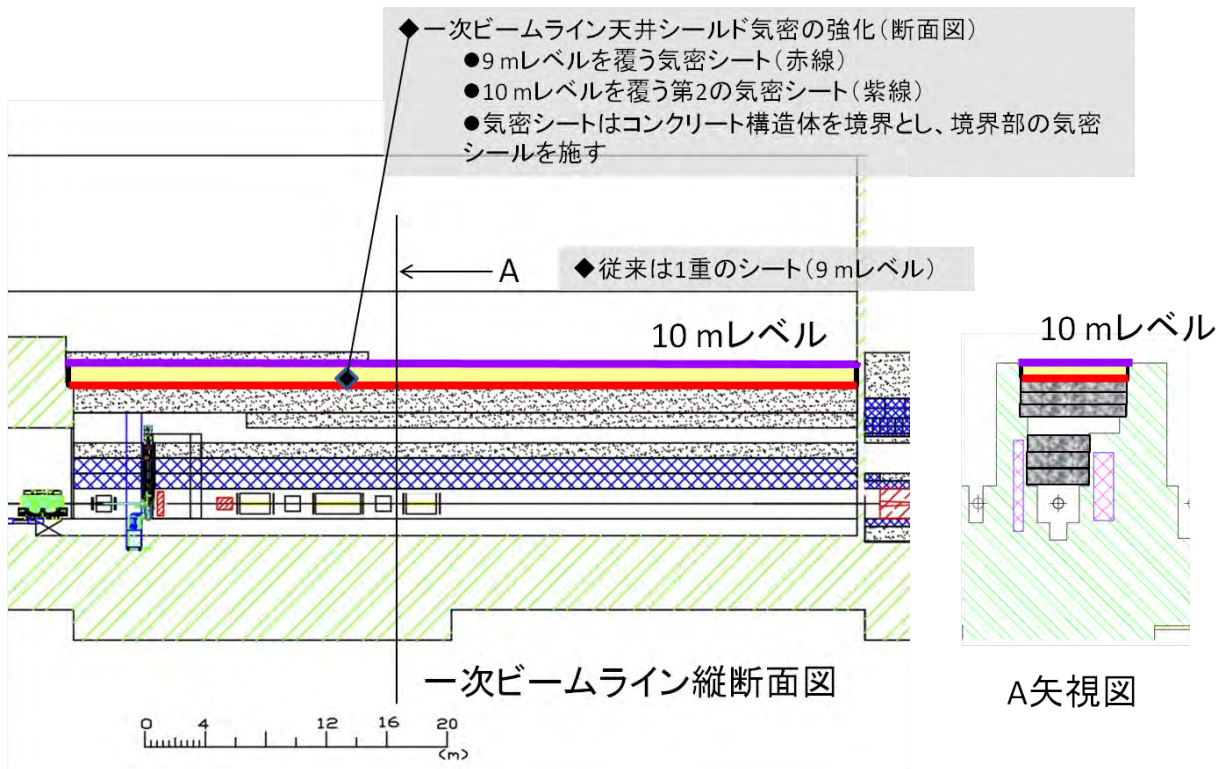 ◆一次ビームライン天井シールド気密の強化(断面図)
●9 mレベルを覆う気密シート(赤線)
●10 mレベルを覆う第2の気密シート(紫線)
●気密シートはコンクリート構造体を境界とし、境界部の気密
シールを施す
A
◆従来は1重のシート(9 mレベル)
10 mレベル
10 mレベル
一次ビームライン縦断面図
A矢視図
0 4 12 16 20
(m)